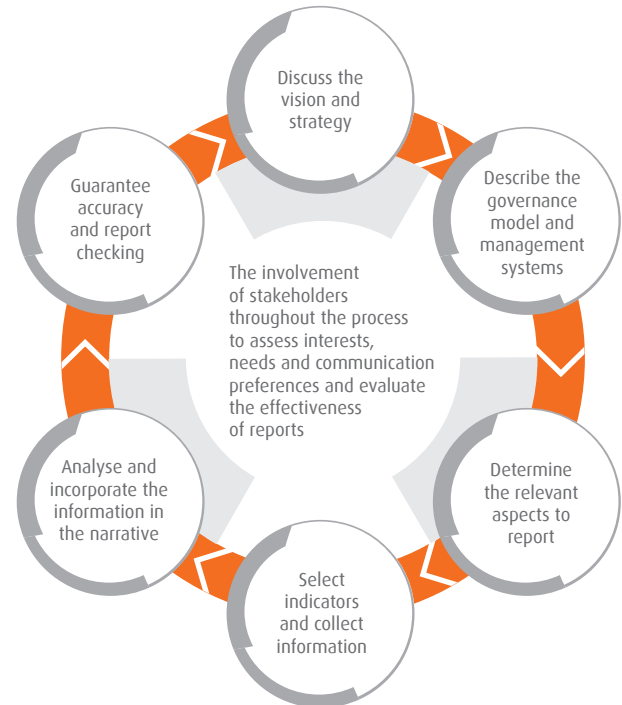 Discuss the
vision and
strategy
Describe the
governance
model and
management
systems
Determine
the relevant
aspects to
report
Select
indicators
and collect
information
Analyse and
incorporate the
information in
the narrative
Guarantee
accuracy
and report
checking
The involvement
of stakeholders
throughout the process
to assess interests,
needs and communication
preferences and evaluate
the effectiveness
of reports